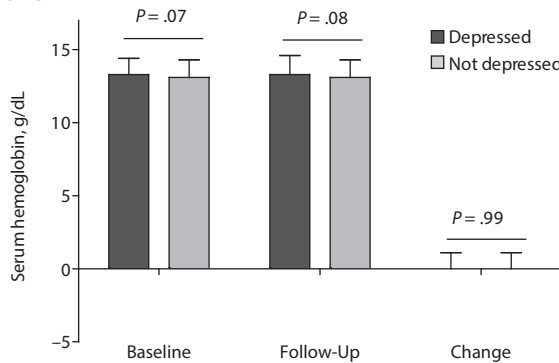 P = .07
P = .08
Depressed
Not depressed
P = .99
Serum hemoglobin, g/dL
15
10
5
0
−5
Baseline
Follow-Up
Change